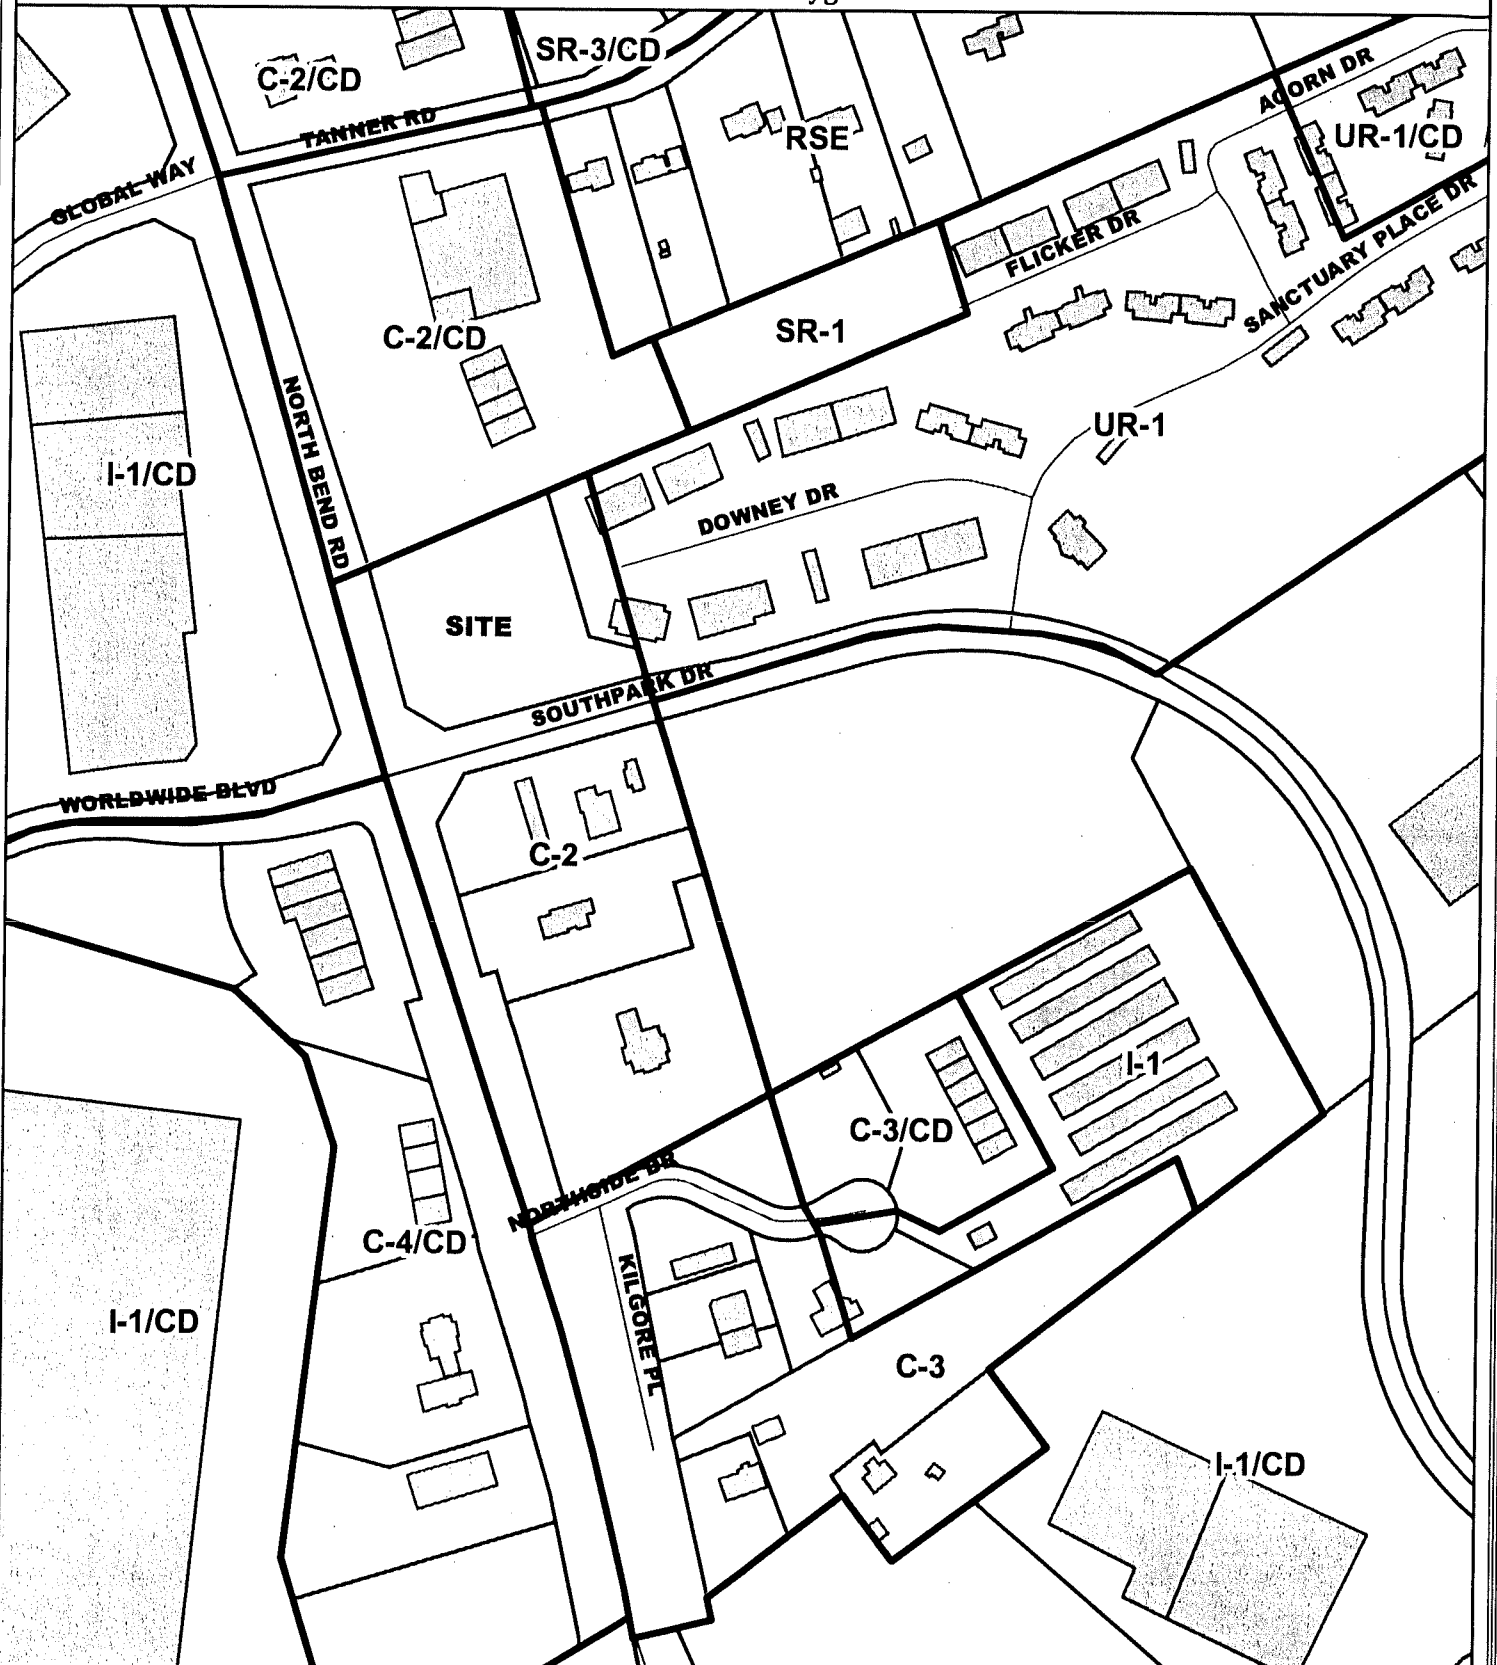 SR-3/CD
C-2/CD
ACORN DR
TANNER RD
RSE
UR-1/CD
GLOBAL WAY
FLICKER DR
SANCTUARY PLACE DR
C-2/CD
SR-1
NORTH BEND RD
UR-1
I-1/CD
DOWNEY DR
SITE
SOUTHPARK DR
WORLDWIDE BLVD
C-2
I-1
C-3/CD
NORTHSIDE DR
C-4/CD
KILGORE PL
I-1/CD
C-3
I-1/CD